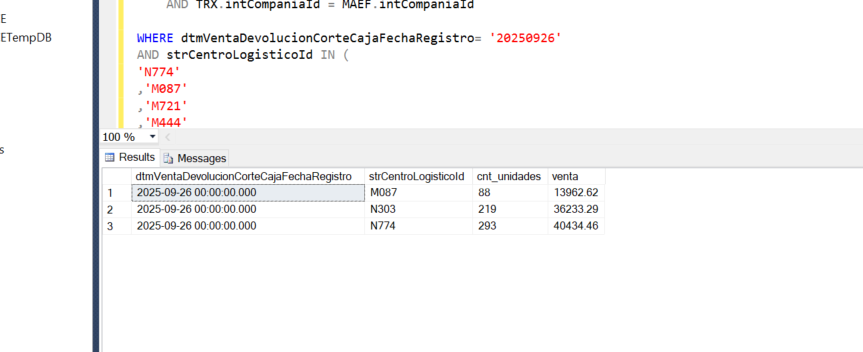 AND TRX.intCompaniaId = MAEF.intCompaniaId
E
ETempDB
WHERE dtmVentaDevolucionCorteCajaFechaRegistro= '20250926'
AND strCentroLogisticoId IN (
'N774'
,'M087'
,'M721'
,'M444'
100 %
s
Results Messages
dtmVentaDevolucionCorteCajaFechaRegistro strCentroLogisticoId cnt_unidades venta
1 2025-09-26 00:00:00.000 M087 88 13962.62
2 2025-09-26 00:00:00.000 N303 219 36233.29
3 2025-09-26 00:00:00.000 N774 293 40434.46